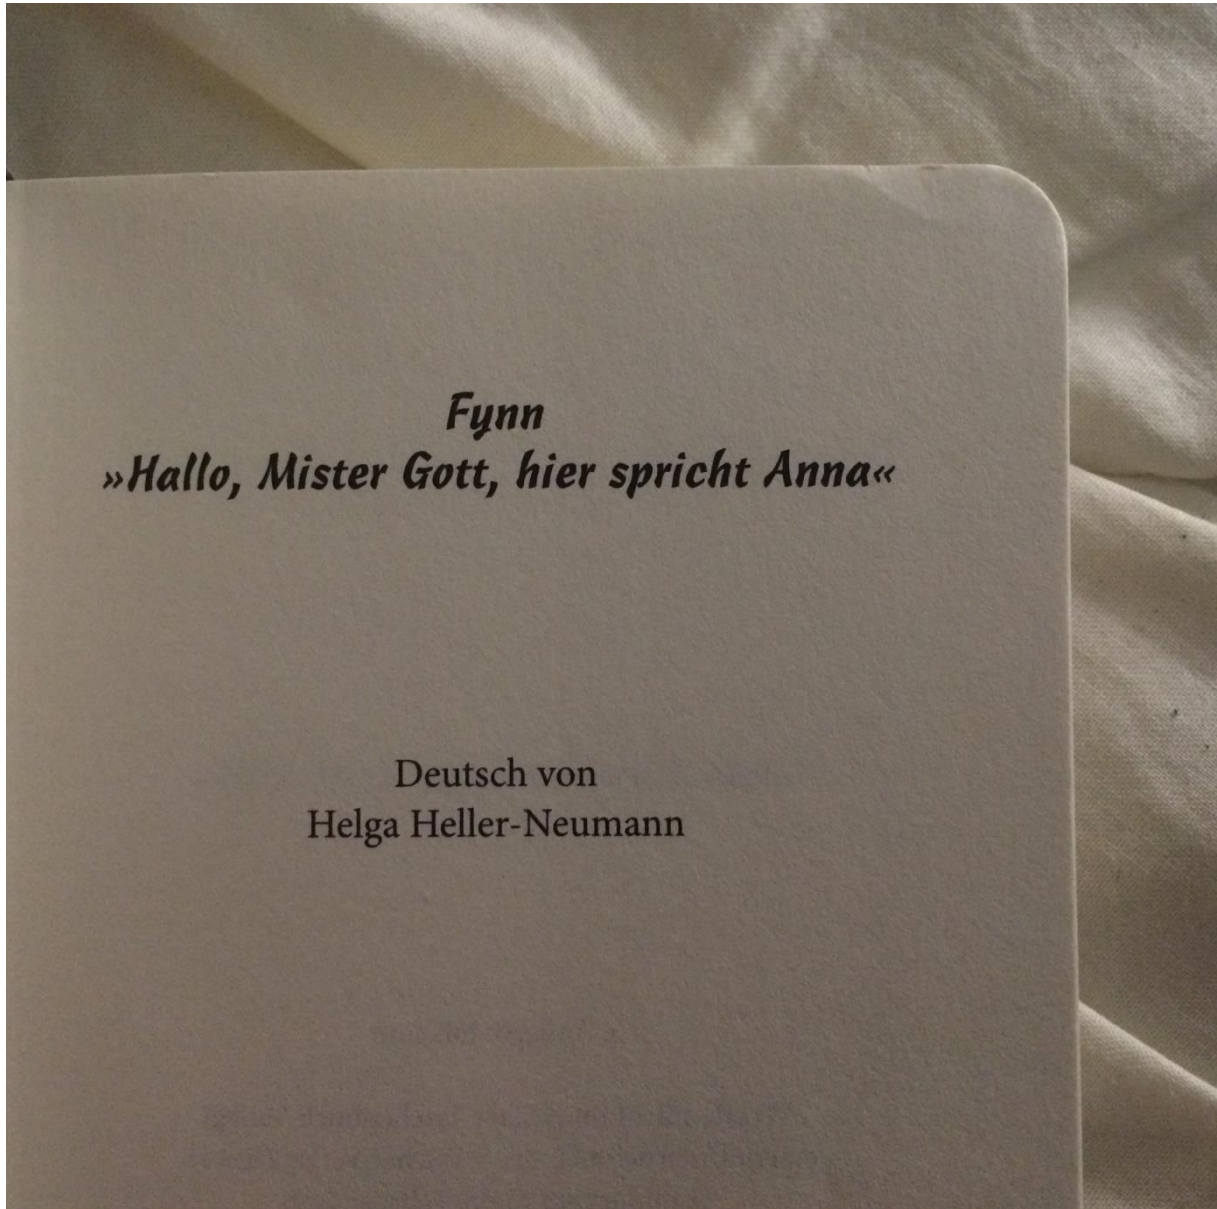 Fynn
»Hallo, Mister Gott, hier spricht Anna«
Deutsch von
Helga Heller-Neumann